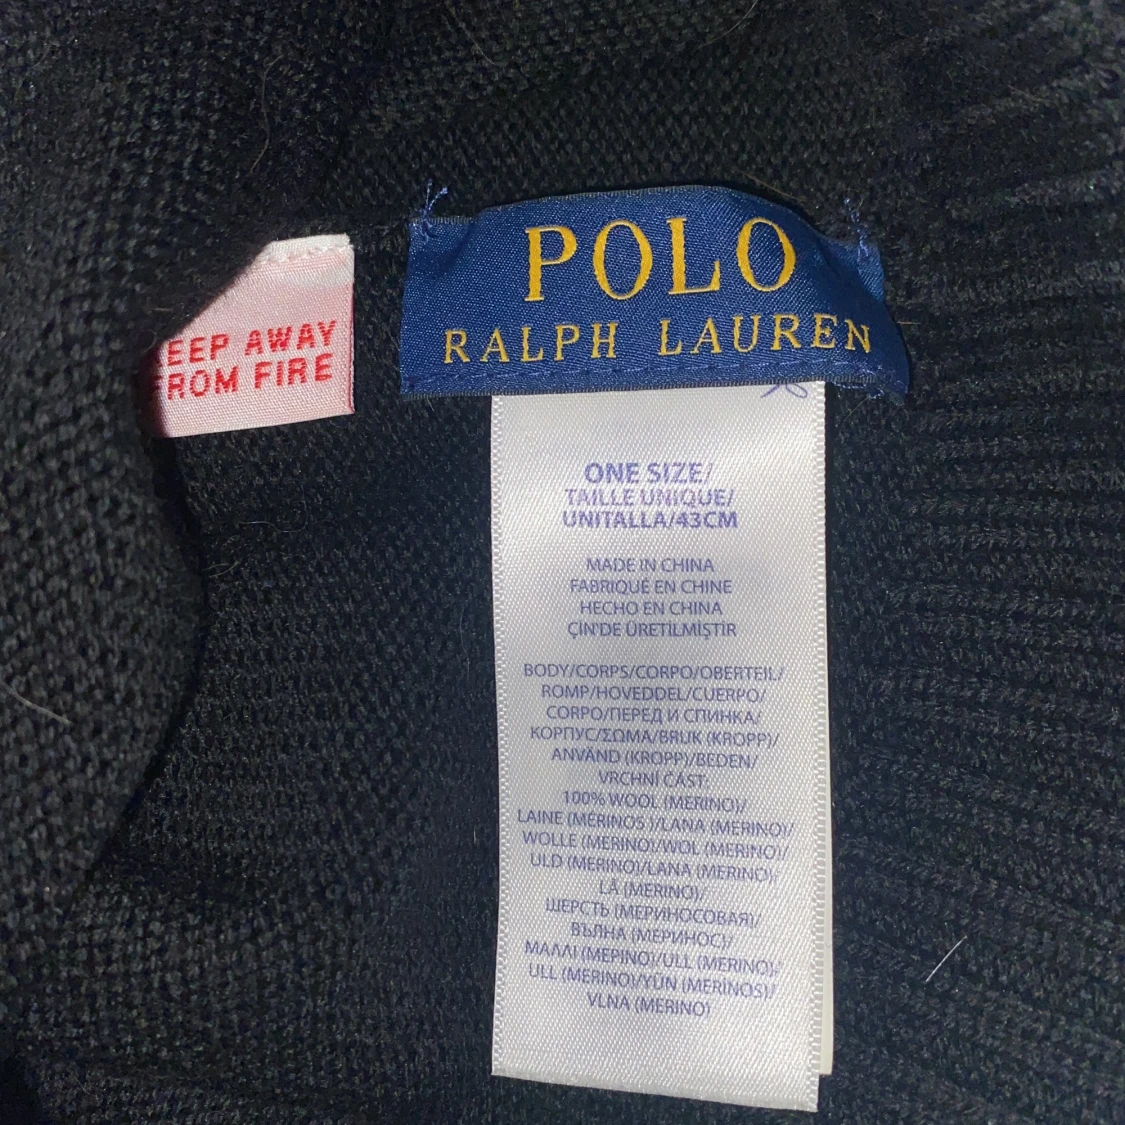 POLO
RALPH LAUREN
EEP AWAY
FROM FIRE
ONE SIZE/
TAILLE UNIQUE/
UNITALLA/43CM
MADE IN CHINA
FABRIQUÉ EN CHINE
HECHO EN CHINA
ÇİN'DE ÜRETİLMİŞTİR
BODY/CORPS/CORPO/OBERTEIL/
ROMP/HOVEDDEL/CUERPO/
CORPO/ПЕРЕД И СПИНКА/
КОРПУС/ΣΩΜΑ/BRUK (KROPP)/
ANVÄND (KROPP)/BEDEN/
VRCHNÍ ČÁST:
100% WOOL (MERINO)/
LAINE (MÉRINOS )/LANA (MERINO)/
WOLLE (MERINO)/WOL (MERINO)/
ULD (MERINO)/LANA (MERINO)/
LÃ (MERINO)/
ШЕРСТЬ (МЕРИНОСОВАЯ)/
ВЪЛНА (МЕРИНОС)/
ΜΑΛΛΙ (ΜΕΡΙΝΟ)/ULL (MERINO)/
ULL (MERINO)/YÜN (MERİNOS)/
VLNA (MERINO)